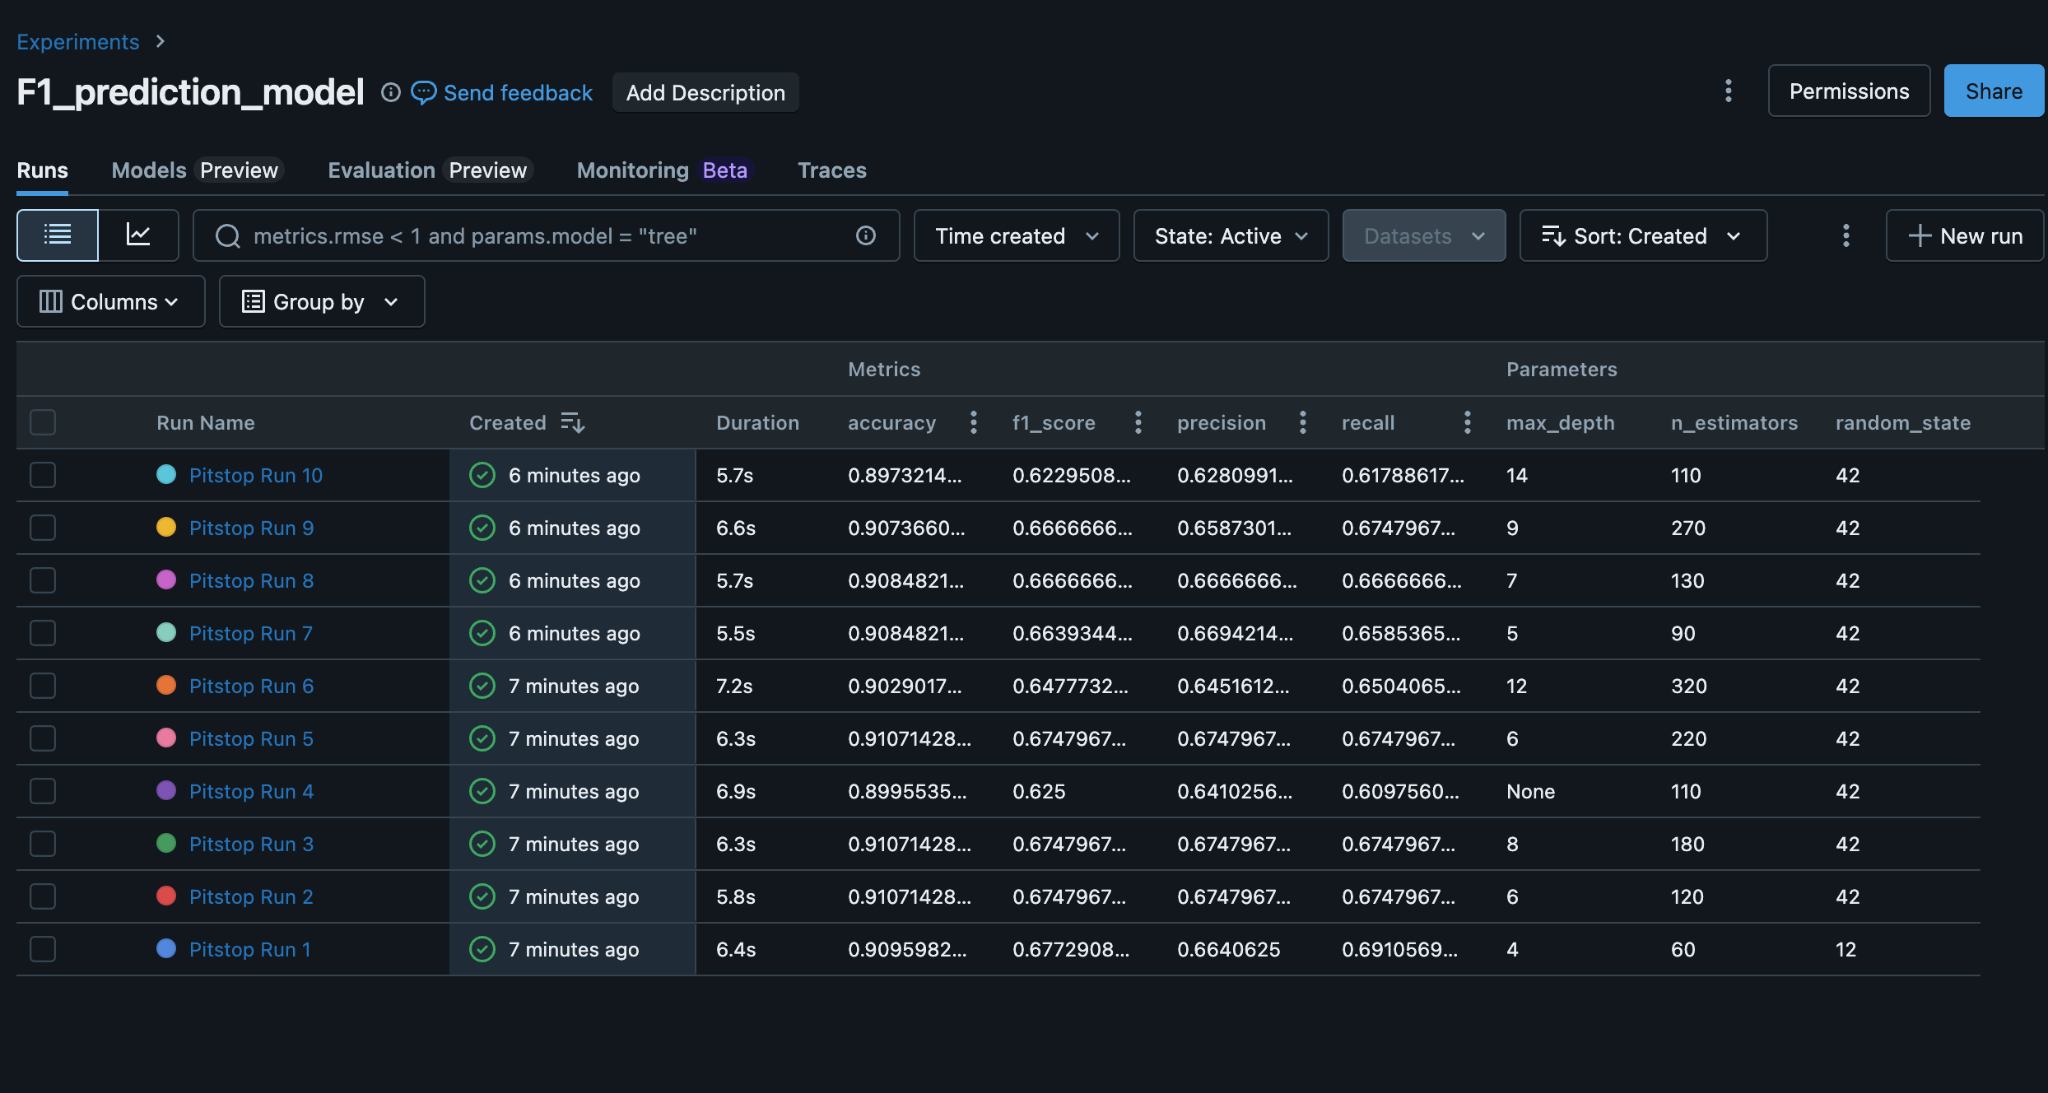 Experiments
F1_prediction_model Send feedback Add Description Permissions Share
Runs Models Preview Evaluation Preview Monitoring Beta Traces
metrics.rmse < 1 and params.model = "tree" Time created State: Active Datasets Sort: Created New run
Columns Group by
Metrics Parameters
Run Name Created Duration accuracy f1_score precision recall max_depth n_estimators random_state
Pitstop Run 10 6 minutes ago 5.7s 0.8973214... 0.6229508... 0.6280991... 0.61788617... 14 110 42
Pitstop Run 9 6 minutes ago 6.6s 0.9073660... 0.6666666... 0.6587301... 0.6747967... 9 270 42
Pitstop Run 8 6 minutes ago 5.7s 0.9084821... 0.6666666... 0.6666666... 0.6666666... 7 130 42
Pitstop Run 7 6 minutes ago 5.5s 0.9084821... 0.6639344... 0.6694214... 0.6585365... 5 90 42
Pitstop Run 6 7 minutes ago 7.2s 0.9029017... 0.6477732... 0.6451612... 0.6504065... 12 320 42
Pitstop Run 5 7 minutes ago 6.3s 0.91071428... 0.6747967... 0.6747967... 0.6747967... 6 220 42
Pitstop Run 4 7 minutes ago 6.9s 0.8995535... 0.625 0.6410256... 0.6097560... None 110 42
Pitstop Run 3 7 minutes ago 6.3s 0.91071428... 0.6747967... 0.6747967... 0.6747967... 8 180 42
Pitstop Run 2 7 minutes ago 5.8s 0.91071428... 0.6747967... 0.6747967... 0.6747967... 6 120 42
Pitstop Run 1 7 minutes ago 6.4s 0.9095982... 0.6772908... 0.6640625 0.6910569... 4 60 12